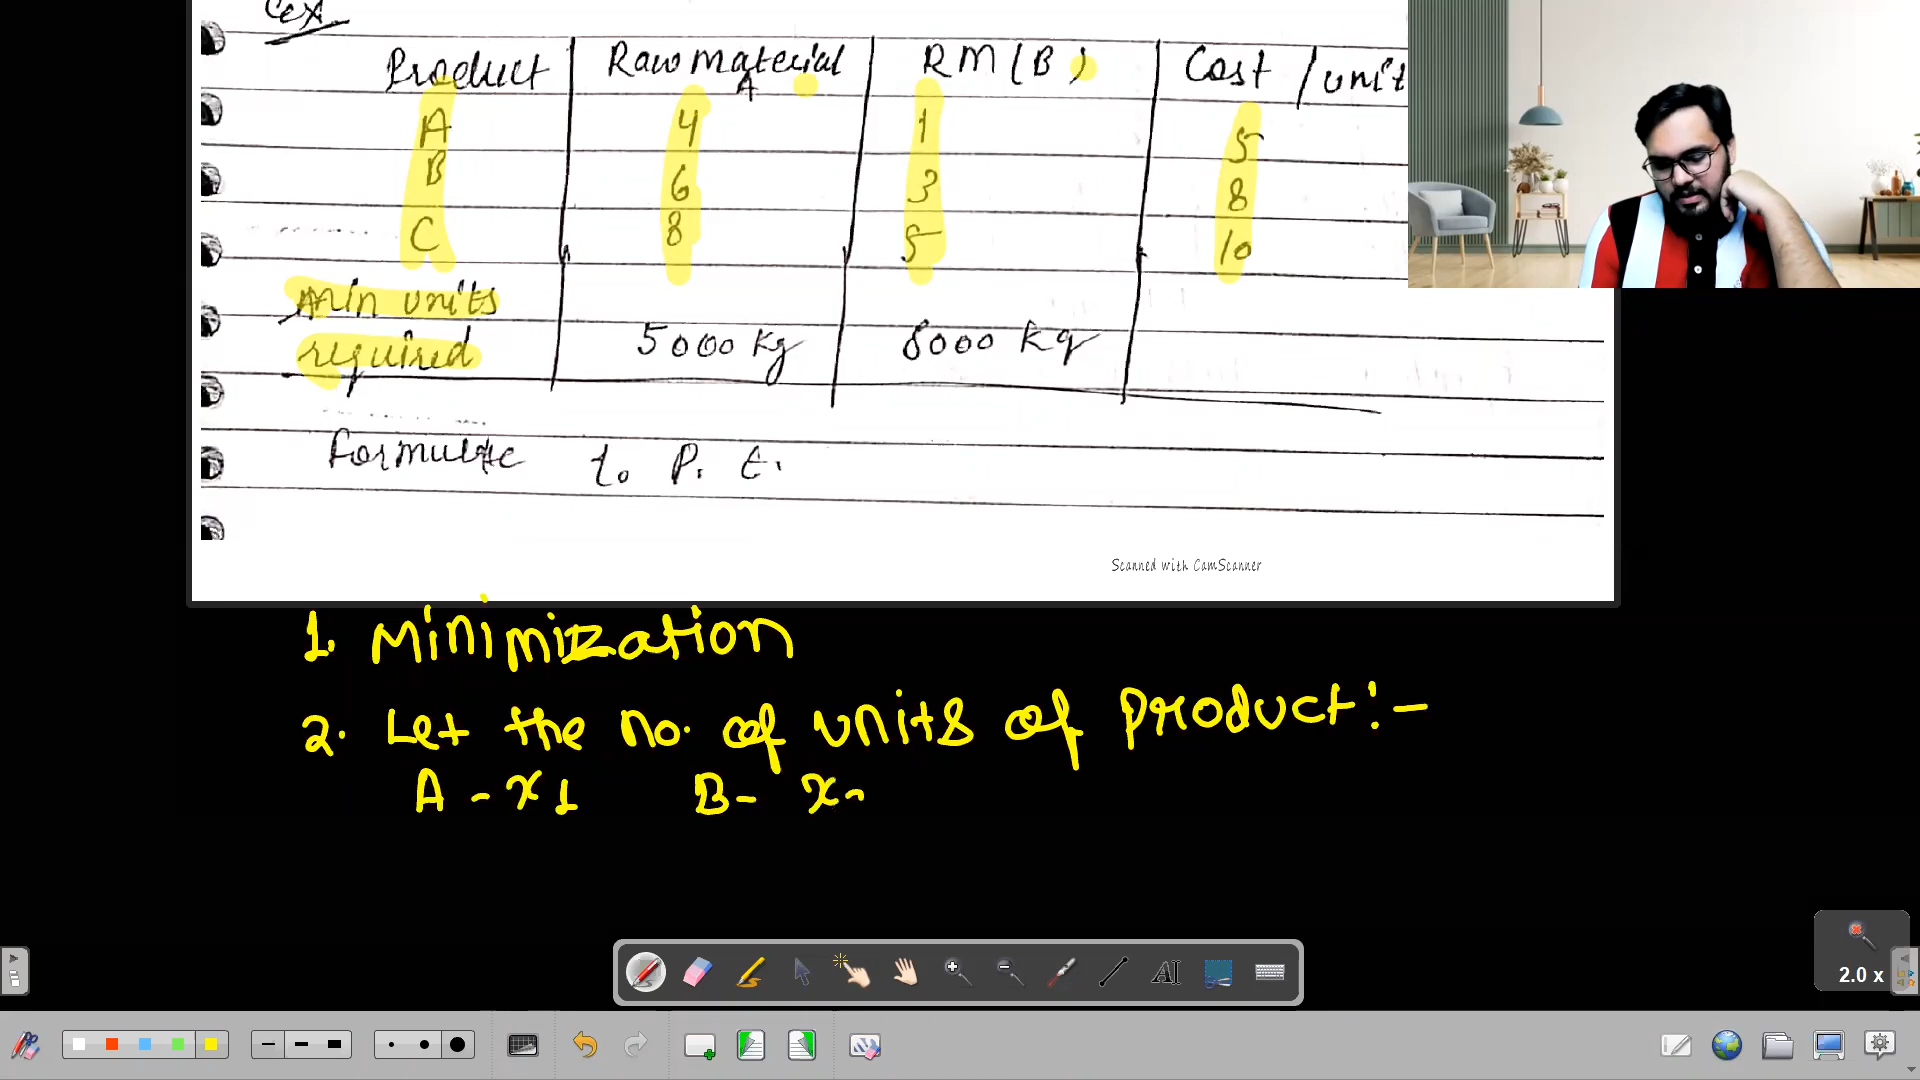 Cex
Product Raw material A RM (B) Cost / unit
A 4 1 5
B 6 3 8
C 8 5 10
min units
required 5000 kg 8000 kg
Formulate L. P. E.
Scanned with CamScanner
1. Minimization
2. Let the no. of units of product :-
A - x1 B - x
2.0 x